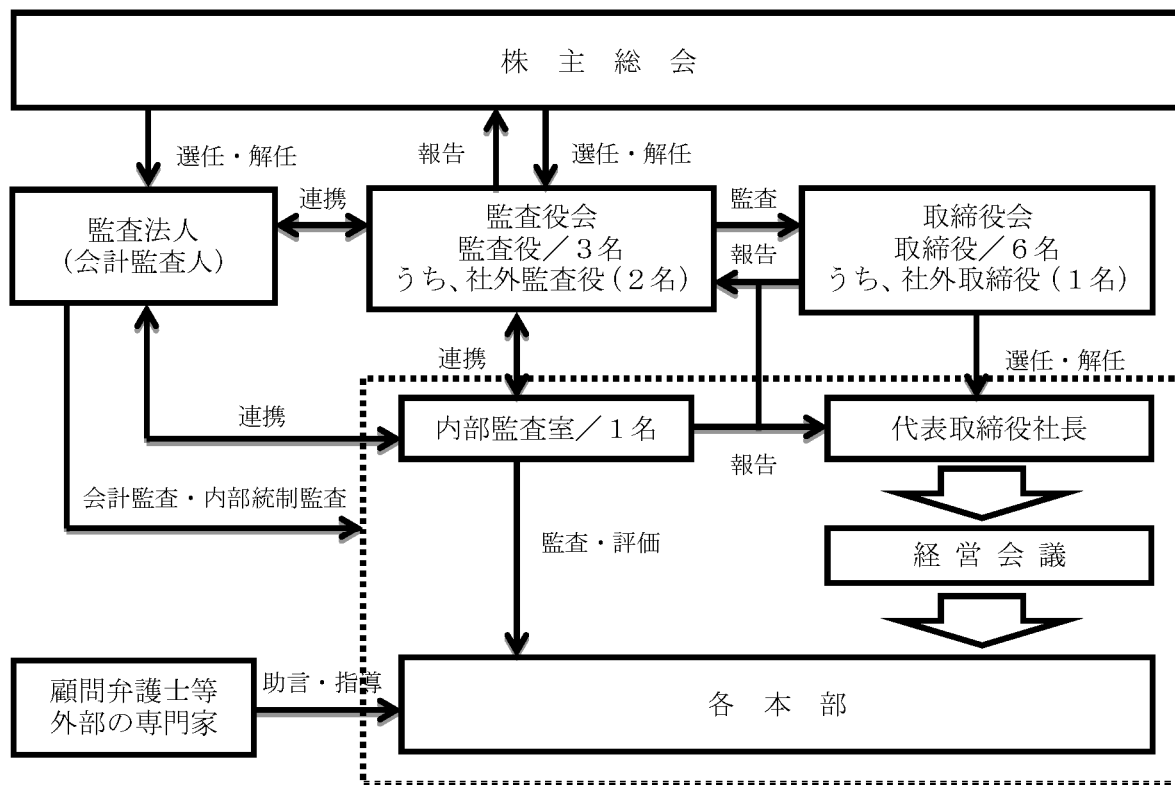 株 主 総 会
選任・解任
報告
選任・解任
監査法人
(会計監査人)
連携
監査役会
監査役／３名
うち、社外監査役(２名)
監査
報告
取締役会
取締役／６名
うち、社外取締役(１名)
連携
選任・解任
連携
内部監査室／１名
報告
代表取締役社長
会計監査・内部統制監査
監査・評価
経 営 会 議
顧問弁護士等
外部の専門家
助言・指導
各 本 部